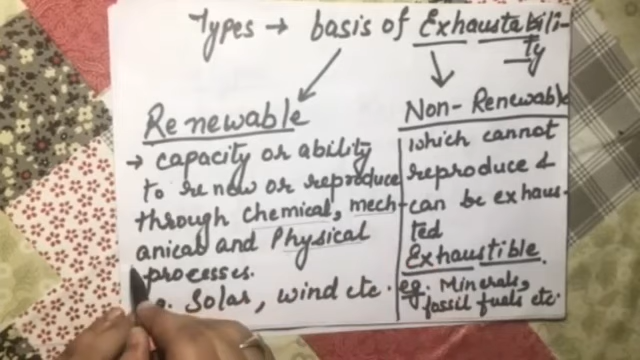 Types → basis of Exhaustabili-
ty
Renewable
→ capacity or ability
to renew or reproduce
through chemical, mech-
anical and Physical
processes.
. Solar, wind etc.
Non-Renewable
which cannot
reproduce &
can be exhaus-
ted
Exhaustible.
eg. Minerals,
fossil fuels etc.